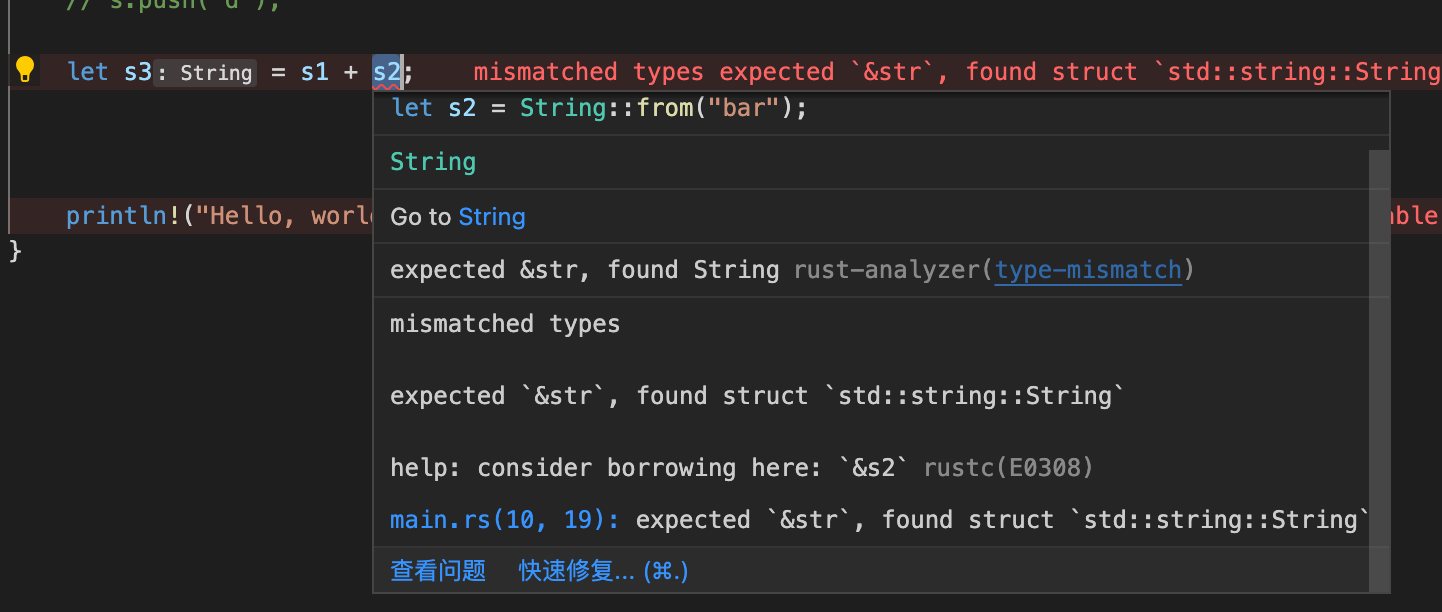 // s.push('d');
let s3: String = s1 + s2; mismatched types expected `&str`, found struct `std::string::String
let s2 = String::from("bar");
String
Go to String
println!("Hello, worl
able
expected &str, found String rust-analyzer(type-mismatch)
}
mismatched types
expected `&str`, found struct `std::string::String`
help: consider borrowing here: `&s2` rustc(E0308)
main.rs(10, 19): expected `&str`, found struct `std::string::String`
查看问题 快速修复... (⌘.)